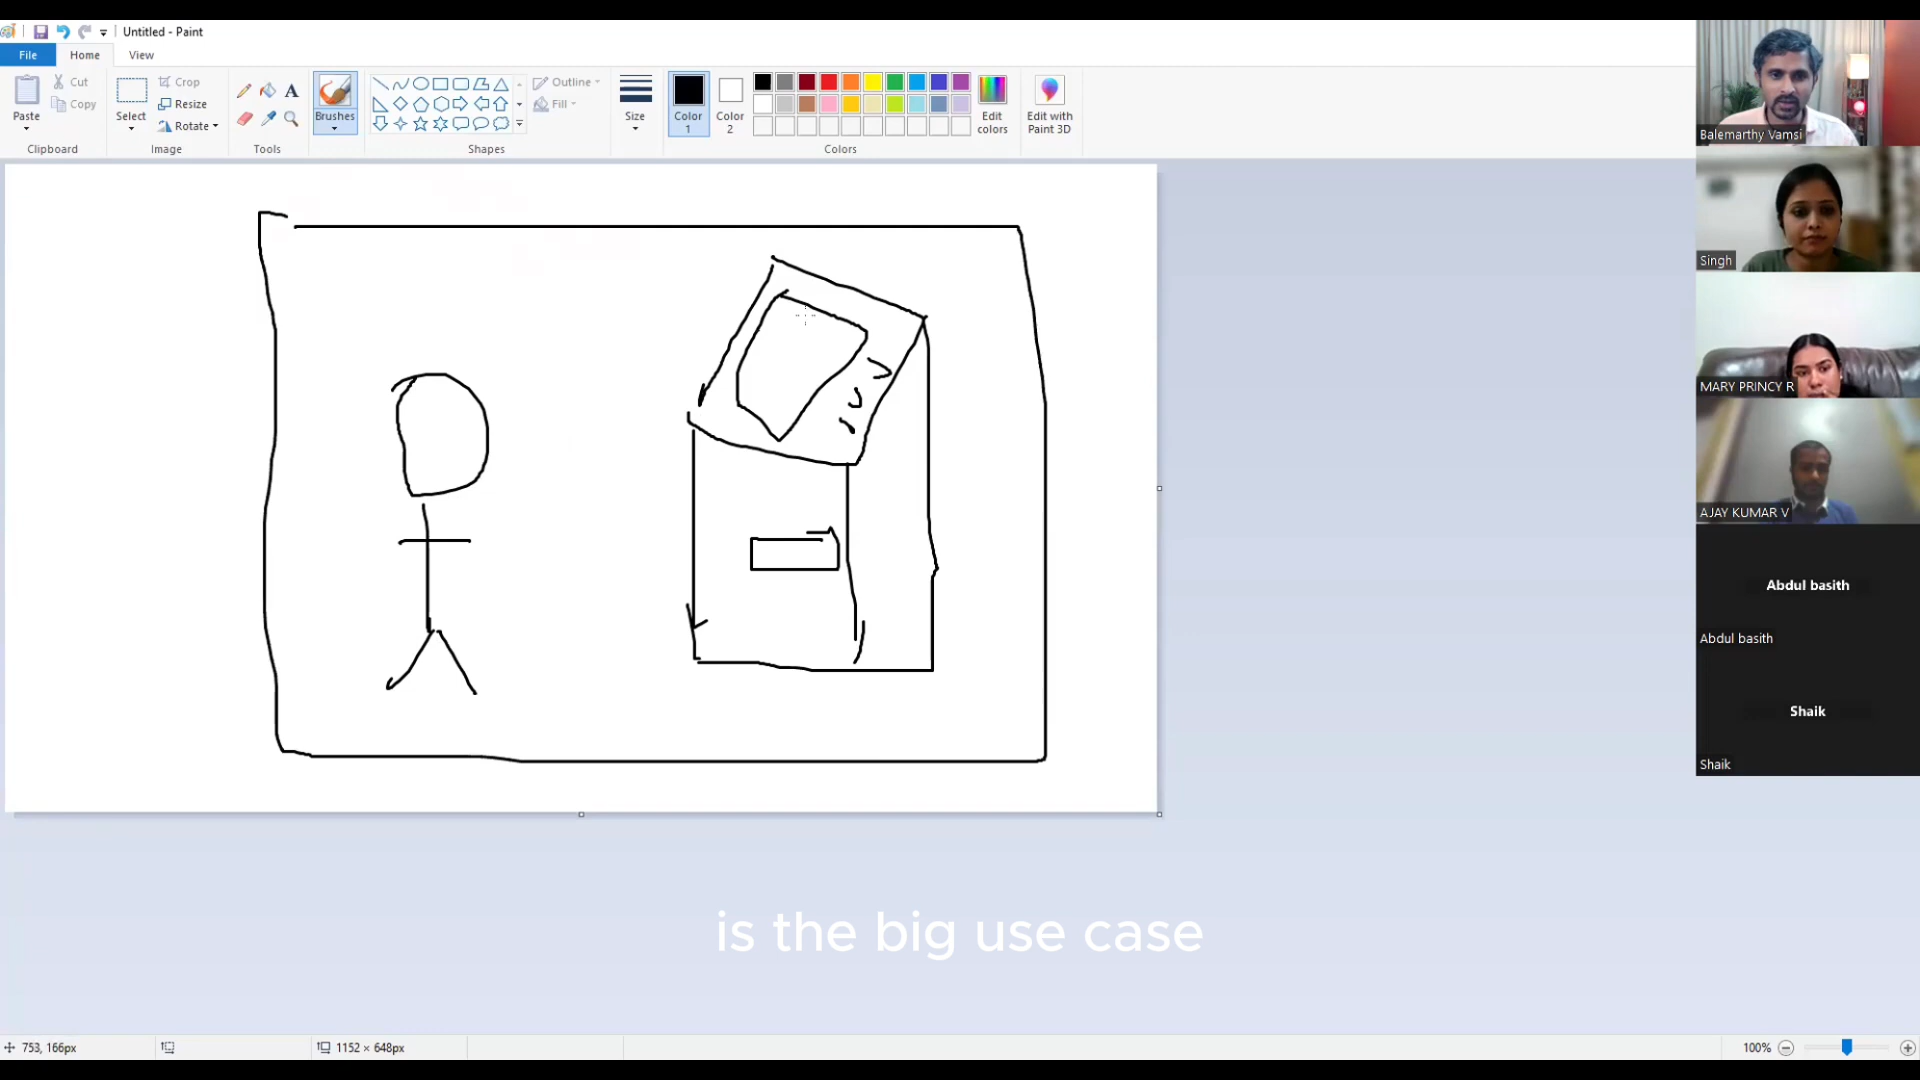 Untitled - Paint
File
Home
View
Paste
Cut
Copy
Clipboard
Select
Crop
Resize
Rotate
Image
A
Tools
Brushes
Shapes
Outline
Fill
Size
Color
1
Color
2
Edit
colors
Edit with
Paint 3D
Colors
Balemarthy Vamsi
Singh
MARY PRINCY R
AJAY KUMAR V
Abdul basith
Abdul basith
Shaik
Shaik
is the big use case
753, 166px
1152 × 648px
100%